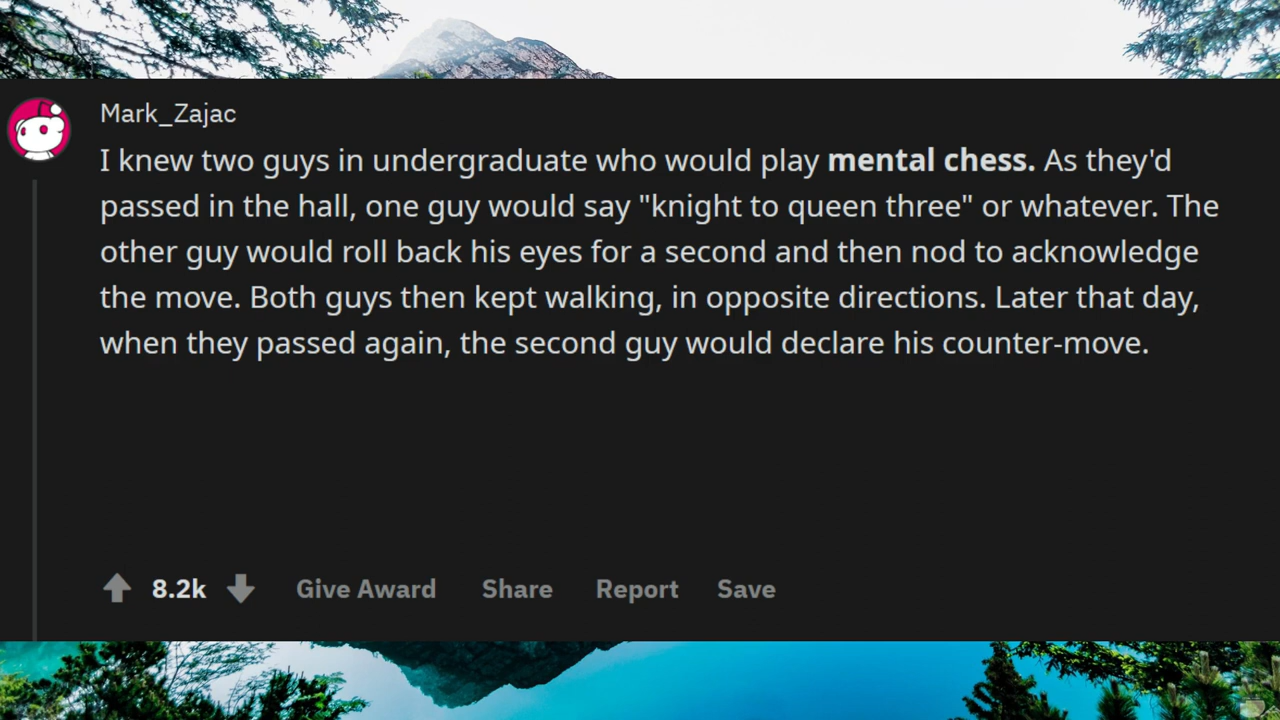 Mark_Zajac
I knew two guys in undergraduate who would play mental chess. As they'd
passed in the hall, one guy would say "knight to queen three" or whatever. The
other guy would roll back his eyes for a second and then nod to acknowledge
the move. Both guys then kept walking, in opposite directions. Later that day,
when they passed again, the second guy would declare his counter-move.
8.2k Give Award Share Report Save